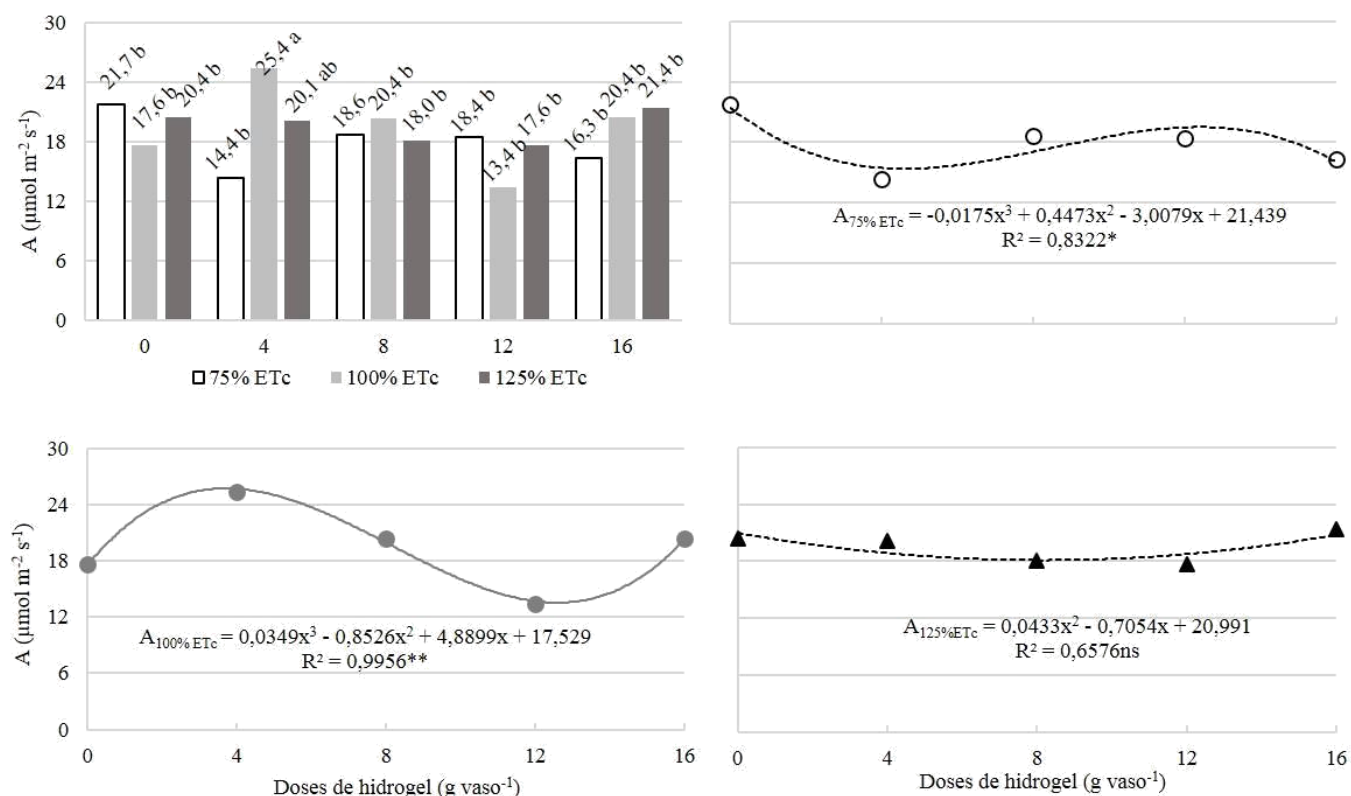 A (µmol m⁻² s⁻¹)
30
24
18
12
6
0
21,7 b
17,6 b
20,4 b
14,4 b
25,4 a
20,1 ab
18,6
20,4 b
18,0 b
18,4 b
13,4 b
17,6 b
16,3 b
20,4 b
21,4 b
0 4 8 12 16
75% ETc 100% ETc 125% ETc
A75% ETc = -0,0175x³ + 0,4473x² - 3,0079x + 21,439
R² = 0,8322*
A (µmol m⁻² s⁻¹)
30
24
18
12
6
0
A100% ETc = 0,0349x³ - 0,8526x² + 4,8899x + 17,529
R² = 0,9956**
0 4 8 12 16
Doses de hidrogel (g vaso⁻¹)
A125%ETc = 0,0433x² - 0,7054x + 20,991
R² = 0,6576ns
0 4 8 12 16
Doses de hidrogel (g vaso⁻¹)